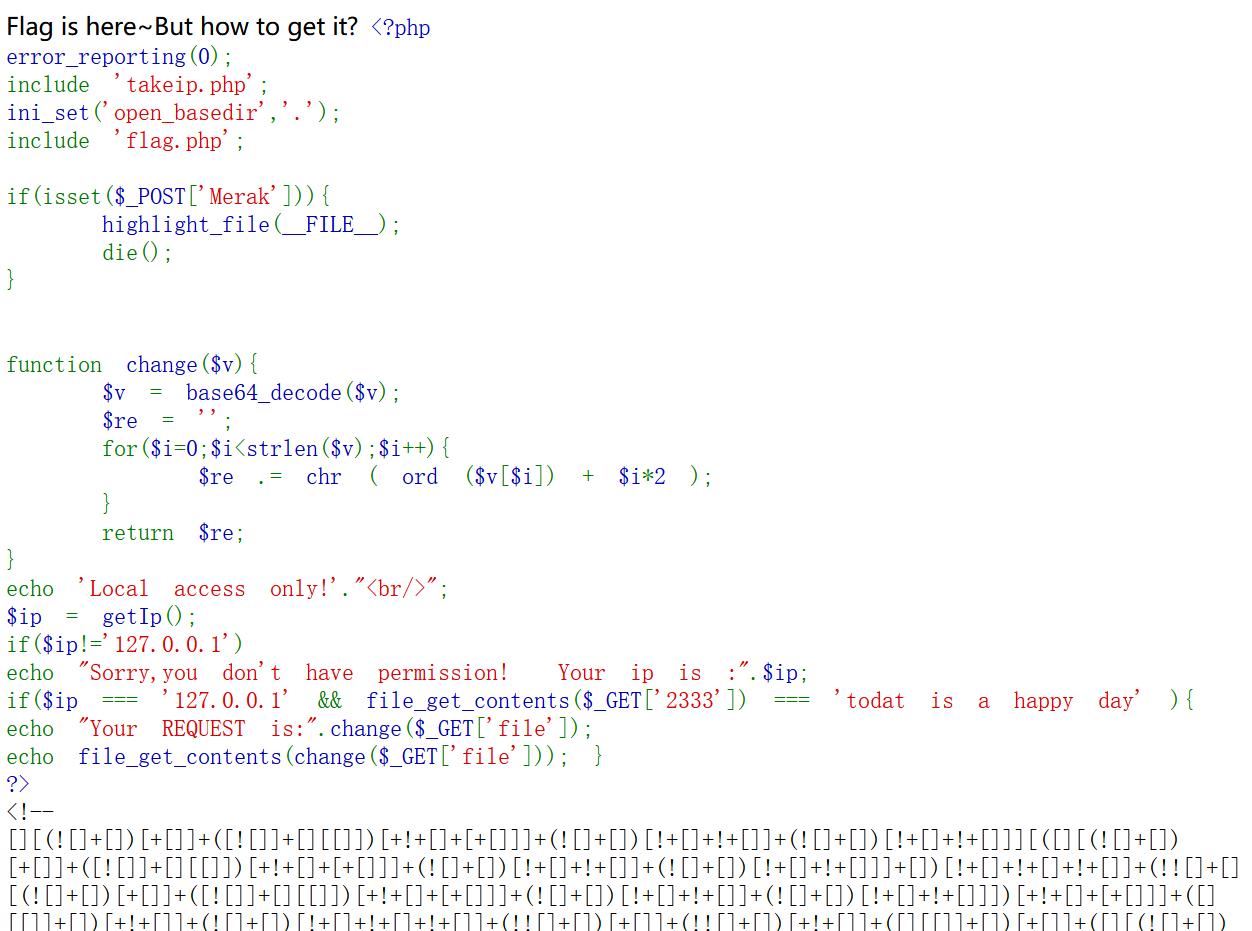 Flag is here~But how to get it? <?php
error_reporting(0);
include 'takeip.php';
ini_set('open_basedir','.');
include 'flag.php';
if(isset($_POST['Merak'])){
highlight_file(__FILE__);
die();
}
function change($v){
$v = base64_decode($v);
$re = '';
for($i=0;$i<strlen($v);$i++){
$re .= chr ( ord ($v[$i]) + $i*2 );
}
return $re;
}
echo 'Local access only!'."<br/>";
$ip = getIp();
if($ip!='127.0.0.1')
echo "Sorry,you don't have permission! Your ip is :".$ip;
if($ip === '127.0.0.1' && file_get_contents($_GET['2333']) === 'todat is a happy day' ){
echo "Your REQUEST is:".change($_GET['file']);
echo file_get_contents(change($_GET['file'])); }
?>
<!--
[][(![]+[])[+[]]+([![]]+[][[]])[+!+[]+[+[]]]+(![]+[])[!+[]+!+[]]+(![]+[])[!+[]+!+[]]][([][(![]+[])
[+[]]+([![]]+[][[]])[+!+[]+[+[]]]+(![]+[])[!+[]+!+[]]+(![]+[])[!+[]+!+[]]]+[])[!+[]+!+[]+!+[]]+(!![]+[]
[(![]+[])[+[]]+([![]]+[][[]])[+!+[]+[+[]]]+(![]+[])[!+[]+!+[]]+(![]+[])[!+[]+!+[]]])[+!+[]+[+[]]]+([]
[[]]+[])[+!+[]]+(![]+[])[!+[]+!+[]+!+[]]+(!![]+[])[+[]]+(!![]+[])[+!+[]]+([][[]]+[])[+[]]+([][(![]+[])